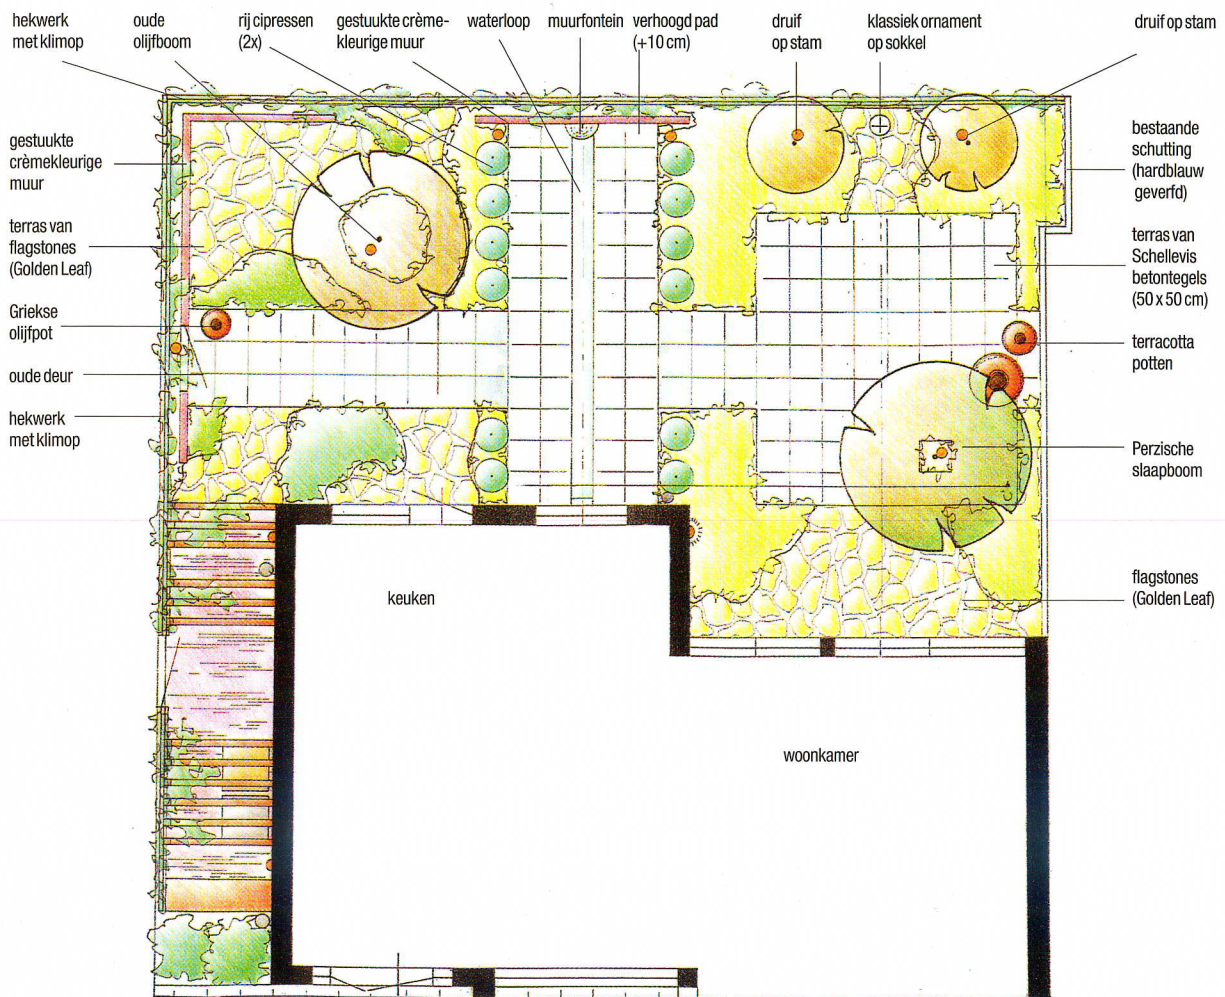 hekwerk
met klimop
oude
olijfboom
rij cipressen
(2x)
gestuukte crème-
kleurige muur
waterloop
muurfontein
verhoogd pad
(+10 cm)
druif
op stam
klassiek ornament
op sokkel
druif op stam
gestuukte
crèmekleurige
muur
terras van
flagstones
(Golden Leaf)
Griekse
olijfpot
oude deur
hekwerk
met klimop
bestaande
schutting
(hardblauw
geverfd)
terras van
Schellevis
betontegels
(50 x 50 cm)
terracotta
potten
Perzische
slaapboom
flagstones
(Golden Leaf)
keuken
woonkamer